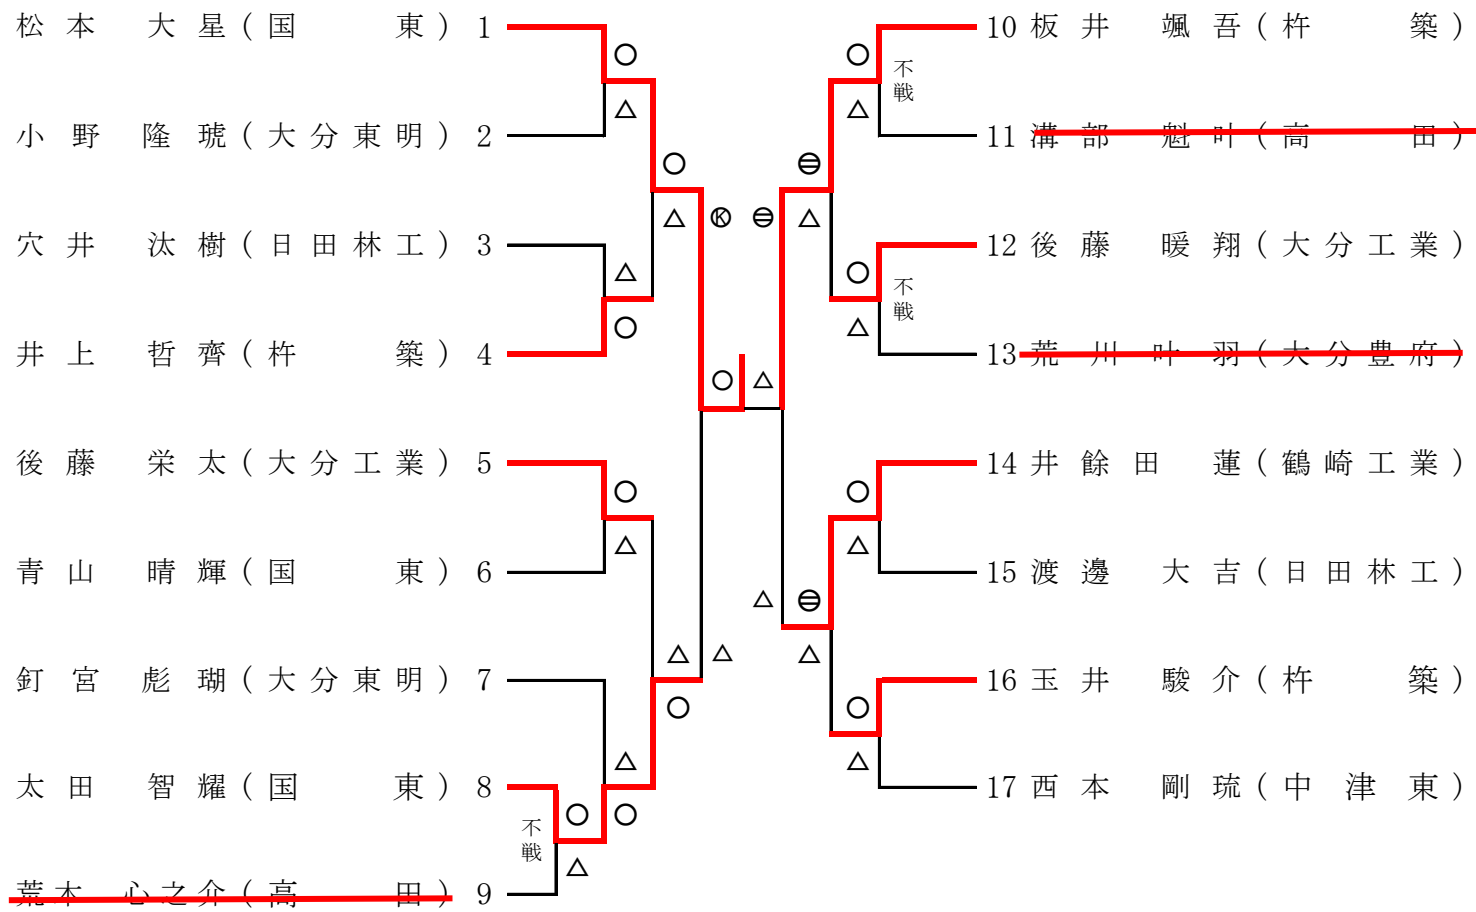 松本 大星(国 東) 1
小野 隆琥(大分東明) 2
穴井 汰樹(日田林工) 3
井上 哲齊(杵 築) 4
後藤 栄太(大分工業) 5
青山 晴輝(国 東) 6
釘宮 彪瑚(大分東明) 7
太田 智耀(国 東) 8
不戦
荒木 心之介(高 田) 9
Ⓚ
10 板井 颯吾(杵 築)
不戦
11 溝部 魁叶(高 田)
12 後藤 暖翔(大分工業)
不戦
13 荒川 叶羽(大分豊府)
14 井餘田 蓮(鶴崎工業)
15 渡邊 大吉(日田林工)
16 玉井 駿介(杵 築)
17 西本 剛琉(中津東)